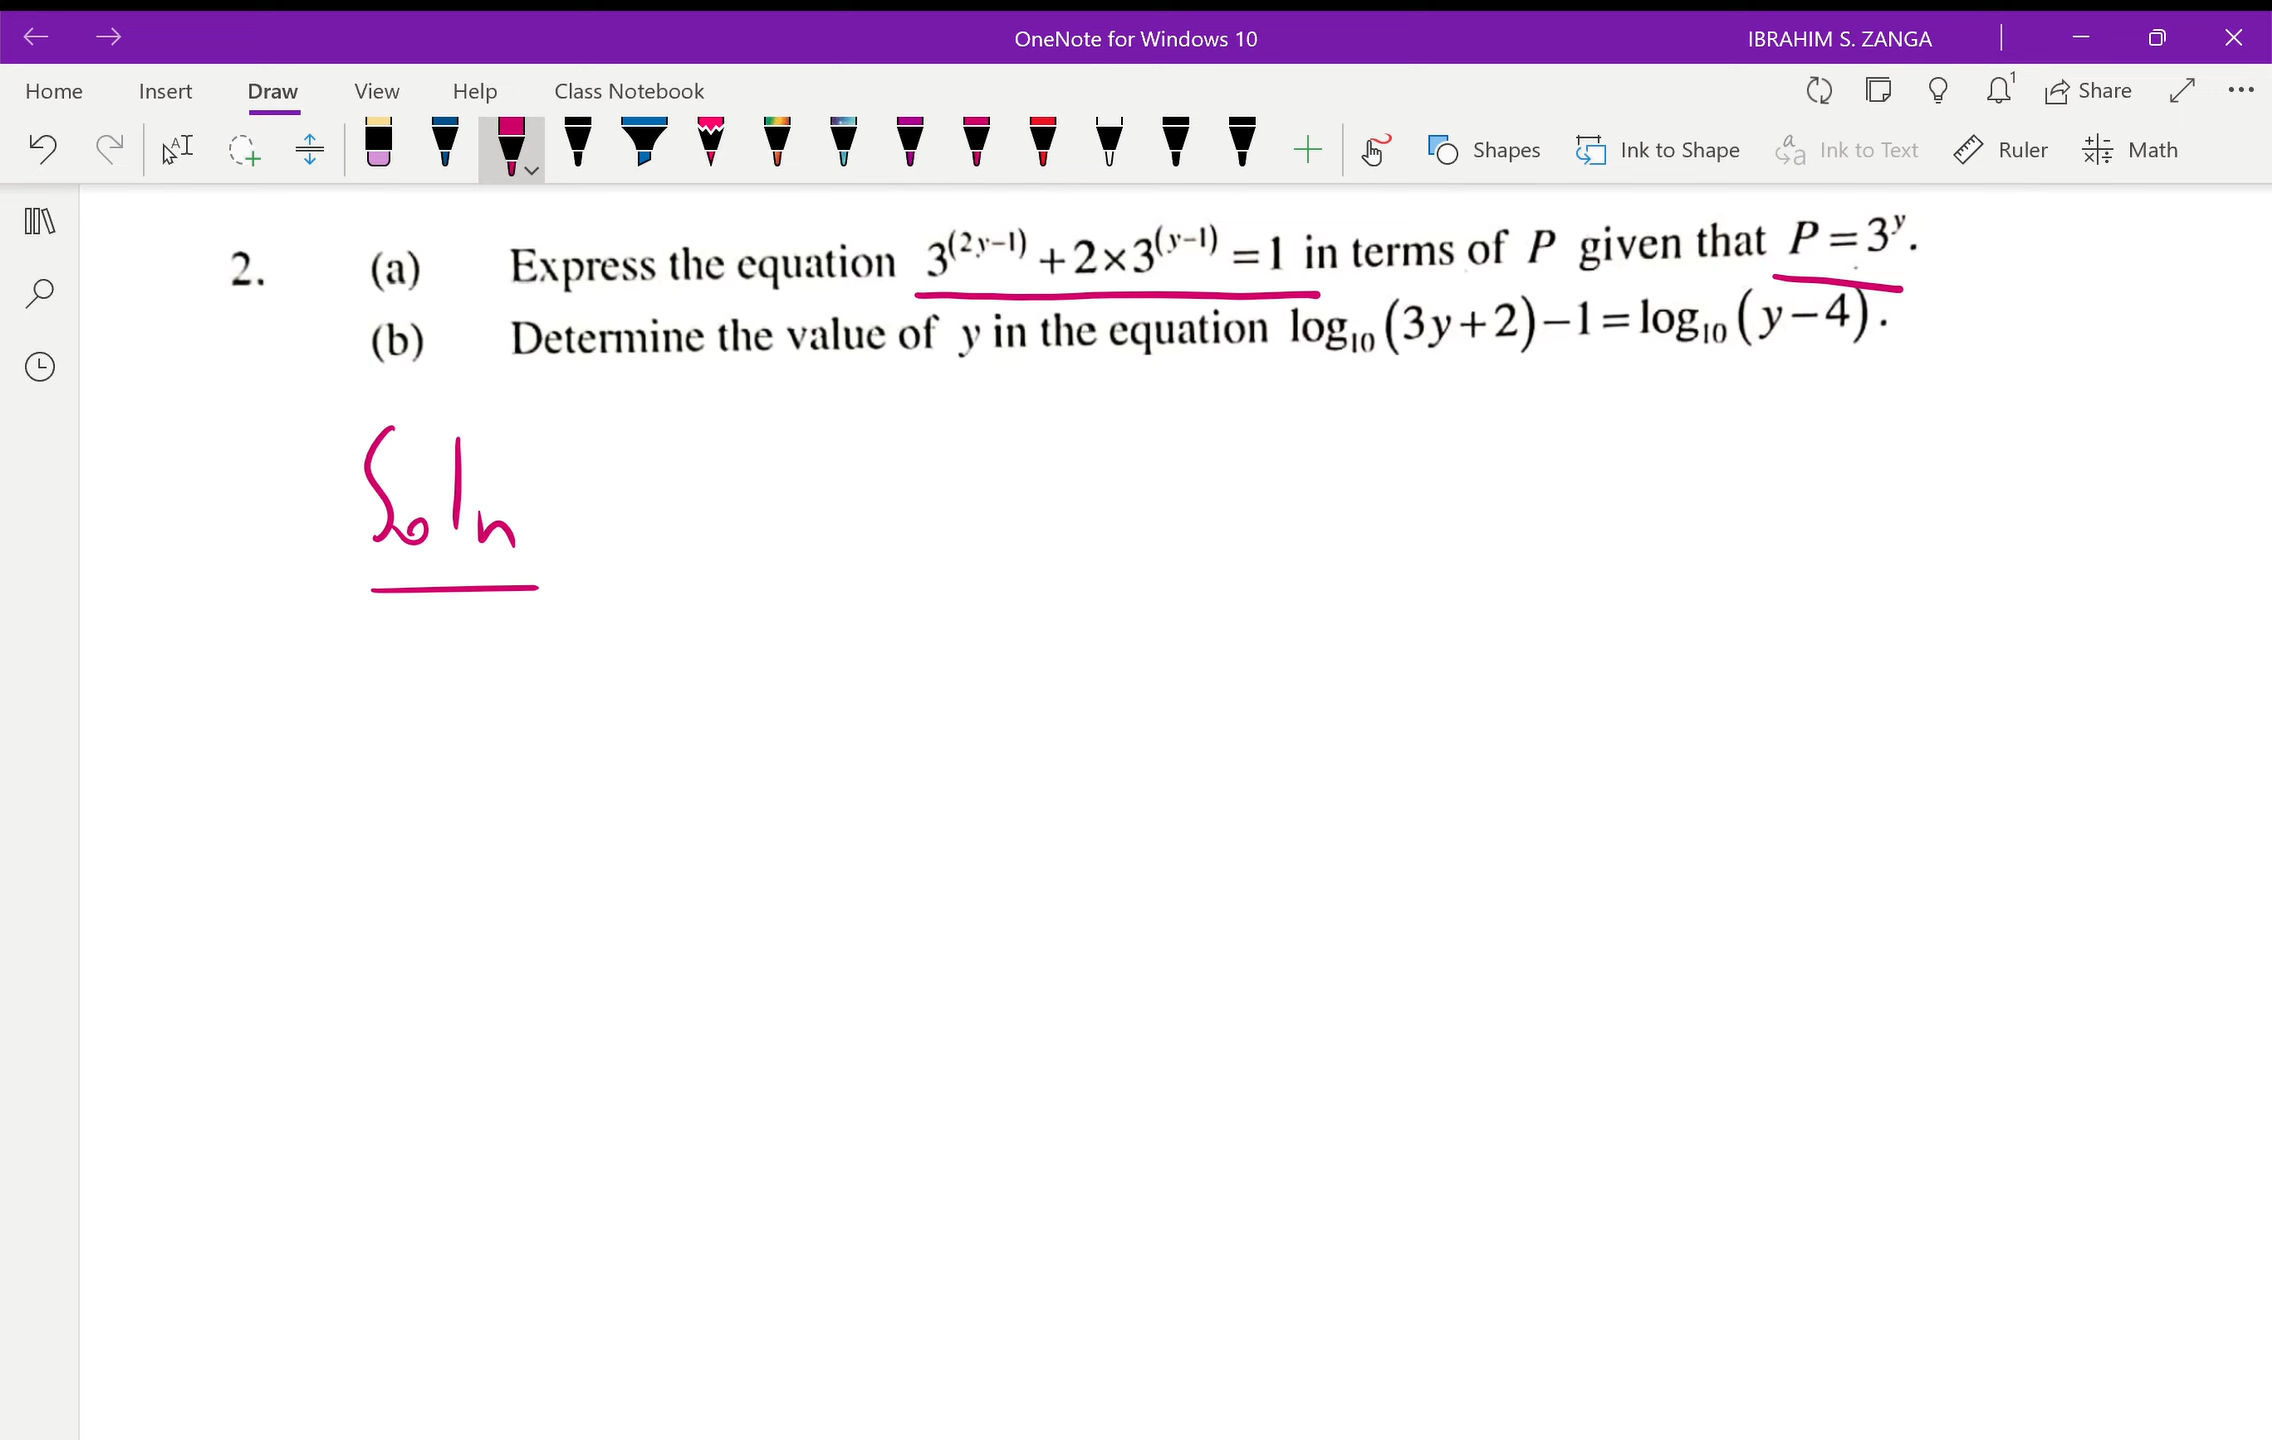 OneNote for Windows 10
IBRAHIM S. ZANGA
Home Insert Draw View Help Class Notebook
1 Share
Shapes Ink to Shape Ink to Text Ruler Math
2. (a) Express the equation 3^(2y−1) + 2×3^(y−1) = 1 in terms of P given that P = 3^y.
(b) Determine the value of y in the equation log₁₀(3y+2)−1=log₁₀(y−4).
Soln